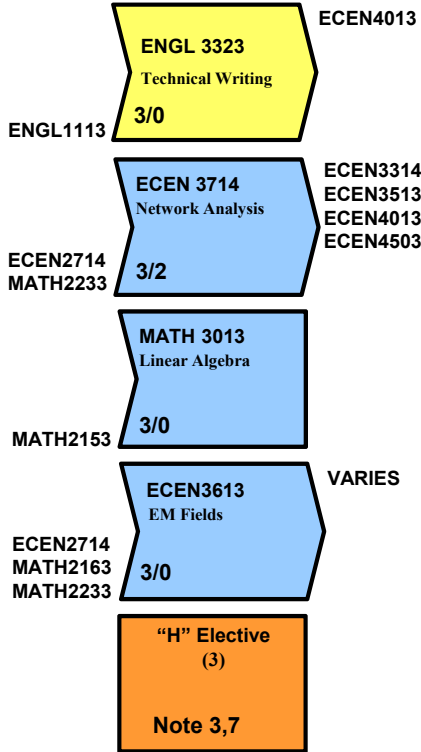 ECEN4013
ENGL 3323
Technical Writing
3/0
ENGL1113
ECEN 3714
Network Analysis
3/2
ECEN3314
ECEN3513
ECEN4013
ECEN4503
ECEN2714
MATH2233
MATH 3013
Linear Algebra
3/0
MATH2153
ECEN3613
EM Fields
3/0
VARIES
ECEN2714
MATH2163
MATH2233
“H” Elective
(3)
Note 3,7